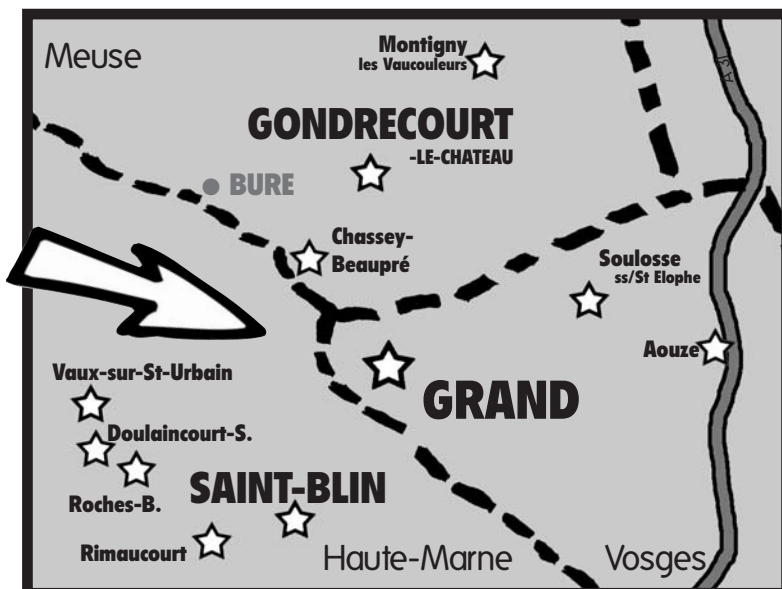 Meuse
Montigny
les Vaucouleurs
A 31
GONDRECOURT
-LE-CHATEAU
BURE
Chassey-
Beaupré
Soulosse
ss/St Elophe
Aouze
Vaux-sur-St-Urbain
GRAND
Doulaincourt-S.
Roches-B.
SAINT-BLIN
Rimaucourt
Haute-Marne
Vosges